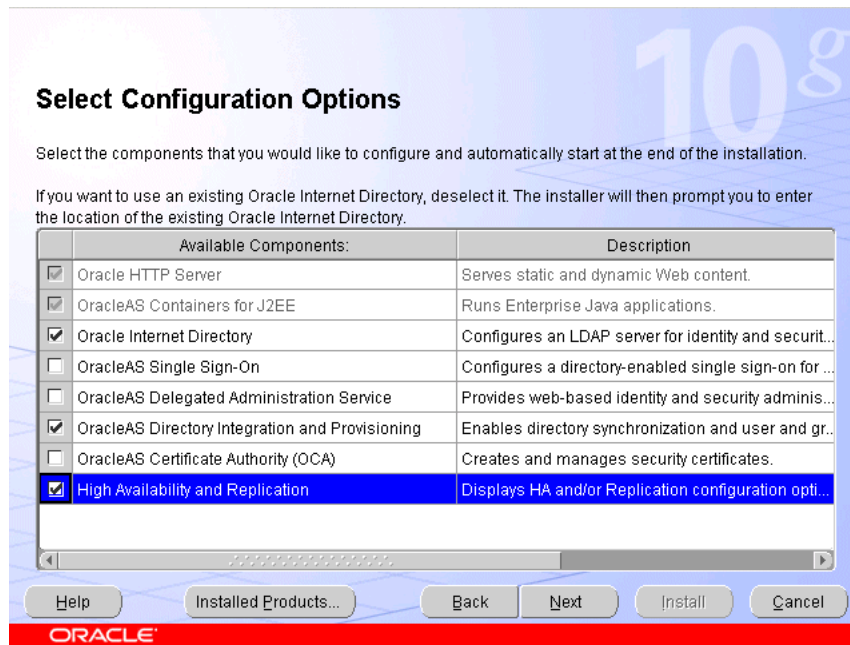 10g
Select Configuration Options
Select the components that you would like to configure and automatically start at the end of the installation.
If you want to use an existing Oracle Internet Directory, deselect it. The installer will then prompt you to enter
the location of the existing Oracle Internet Directory.
Available Components: Description
Oracle HTTP Server Serves static and dynamic Web content.
OracleAS Containers for J2EE Runs Enterprise Java applications.
Oracle Internet Directory Configures an LDAP server for identity and securit...
OracleAS Single Sign-On Configures a directory-enabled single sign-on for ...
OracleAS Delegated Administration Service Provides web-based identity and security adminis...
OracleAS Directory Integration and Provisioning Enables directory synchronization and user and gr...
OracleAS Certificate Authority (OCA) Creates and manages security certificates.
High Availability and Replication Displays HA and/or Replication configuration opti...
Help Installed Products... Back Next Install Cancel
ORACLE